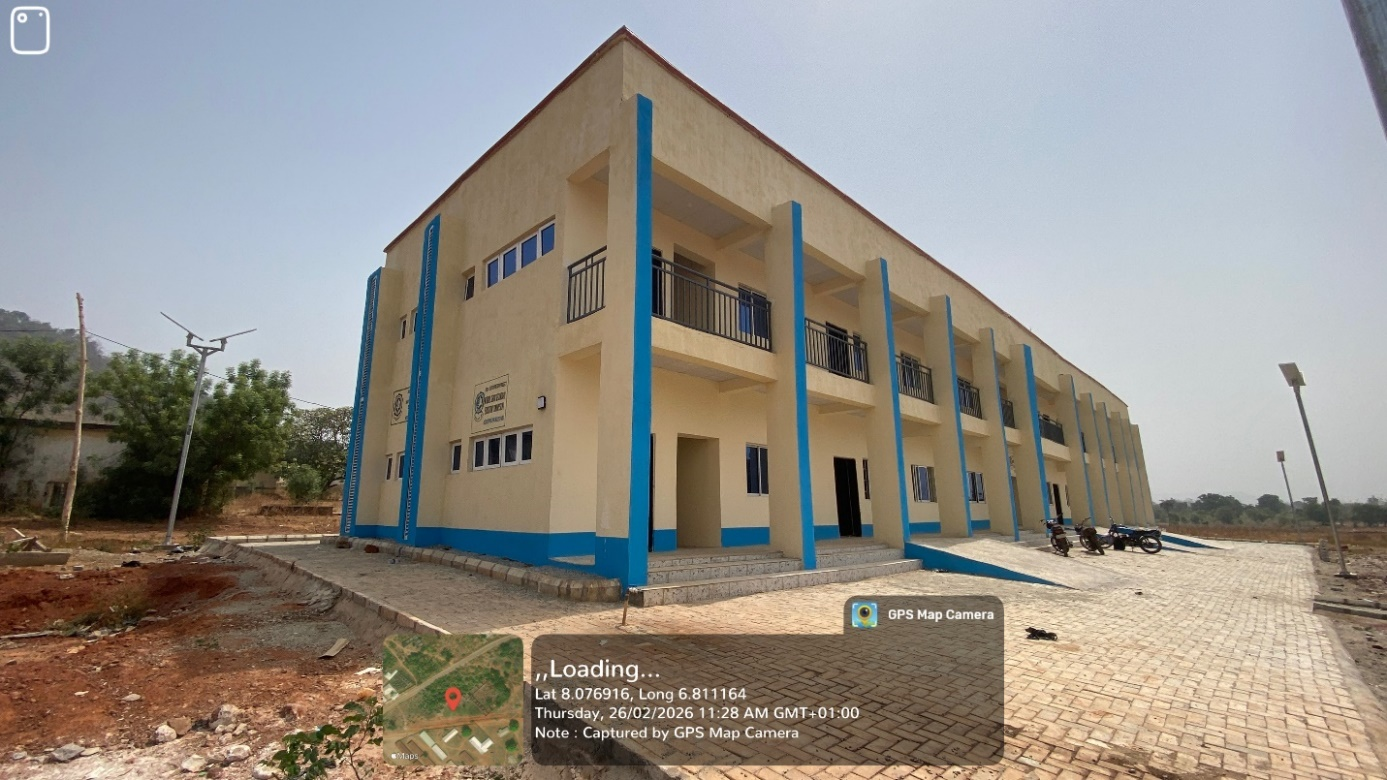 GPS Map Camera
,,Loading...
Lat 8.076916, Long 6.811164
Thursday, 26/02/2026 11:28 AM GMT+01:00
Note : Captured by GPS Map Camera
Maps